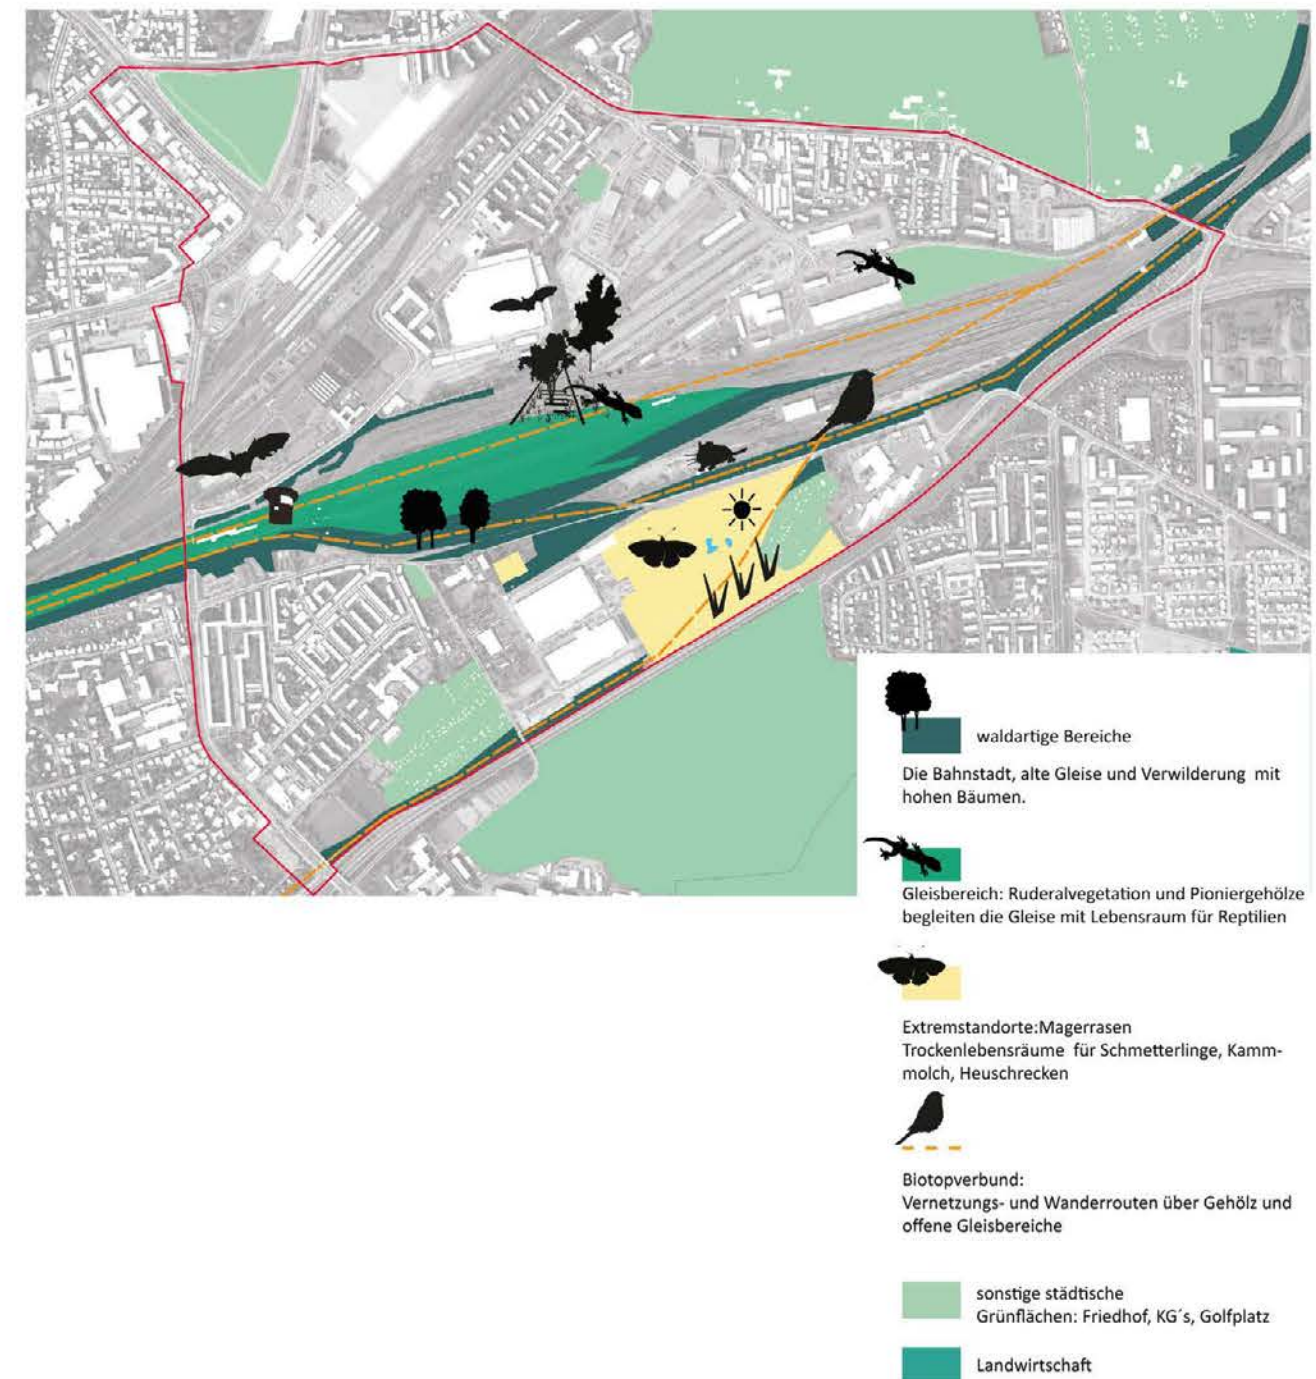 waldartige Bereiche
Die Bahnstadt, alte Gleise und Verwilderung mit
hohen Bäumen.
Gleisbereich: Ruderalvegetation und Pioniergehölze
begleiten die Gleise mit Lebensraum für Reptilien
Extremstandorte:Magerrasen
Trockenlebensräume für Schmetterlinge, Kamm-
molch, Heuschrecken
Biotopverbund:
Vernetzungs- und Wanderrouten über Gehölz und
offene Gleisbereiche
sonstige städtische
Grünflächen: Friedhof, KG´s, Golfplatz
Landwirtschaft